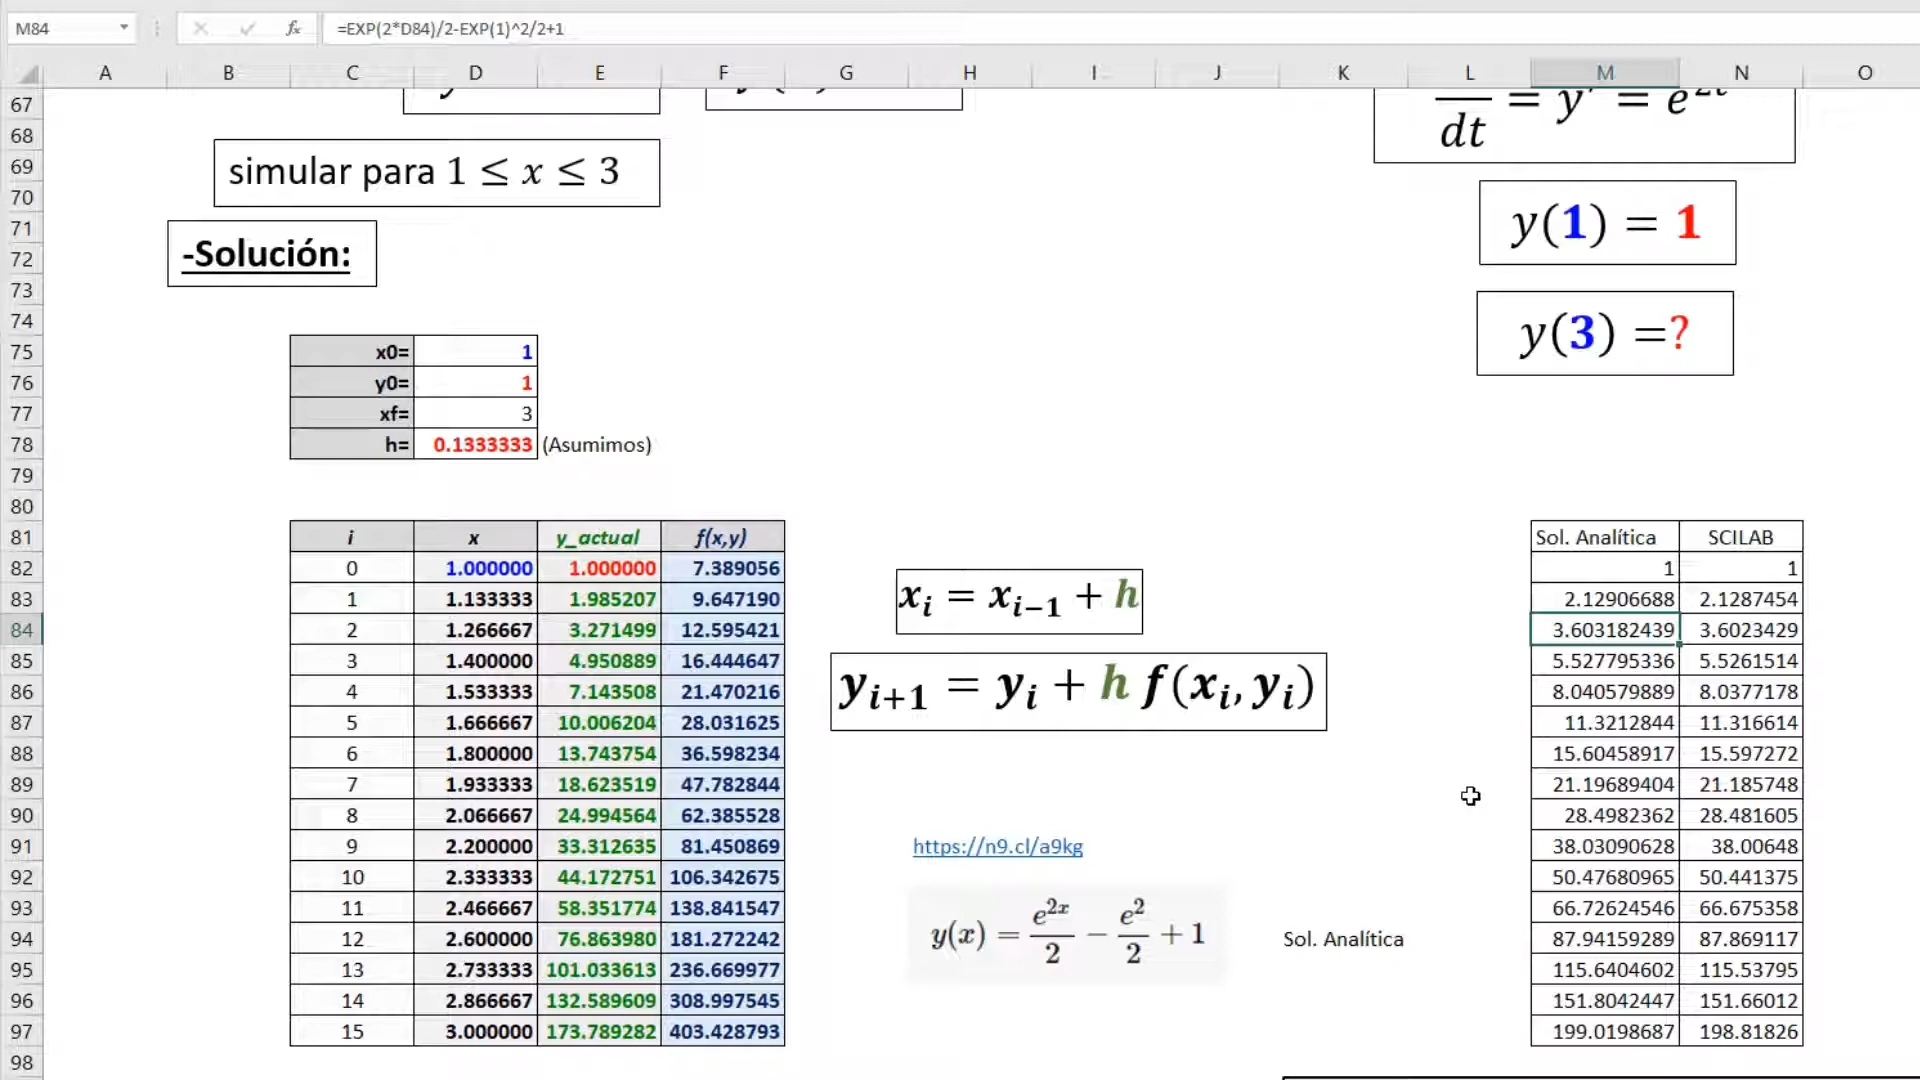 M84 fx =EXP(2*D84)/2-EXP(1)^2/2+1
A B C D E F G H I J K L M N O
67
68 dt = y' = e^2t
69 simular para 1 ≤ x ≤ 3
70
71 y(1) = 1
72 -Solución:
73
74 y(3) =?
75 x0= 1
76 y0= 1
77 xf= 3
78 h= 0.1333333 (Asumimos)
79
80
81 i x y_actual f(x,y) Sol. Analítica SCILAB
82 0 1.000000 1.000000 7.389056 1 1
83 1 1.133333 1.985207 9.647190 xᵢ = xᵢ₋₁ + h 2.12906688 2.1287454
84 2 1.266667 3.271499 12.595421 3.603182439 3.6023429
85 3 1.400000 4.950889 16.444647 5.527795336 5.5261514
86 4 1.533333 7.143508 21.470216 yᵢ₊₁ = yᵢ + h f(xᵢ, yᵢ) 8.040579889 8.0377178
87 5 1.666667 10.006204 28.031625 11.3212844 11.316614
88 6 1.800000 13.743754 36.598234 15.60458917 15.597272
89 7 1.933333 18.623519 47.782844 21.19689404 21.185748
90 8 2.066667 24.994564 62.385528 28.4982362 28.481605
91 9 2.200000 33.312635 81.450869 https://n9.cl/a9kg 38.03090628 38.00648
92 10 2.333333 44.172751 106.342675 50.47680965 50.441375
93 11 2.466667 58.351774 138.841547 66.72624546 66.675358
94 12 2.600000 76.863980 181.272242 y(x) = e^2x/2 − e^2/2 + 1 Sol. Analítica 87.94159289 87.869117
95 13 2.733333 101.033613 236.669977 115.6404602 115.53795
96 14 2.866667 132.589609 308.997545 151.8042447 151.66012
97 15 3.000000 173.789282 403.428793 199.0198687 198.81826
98